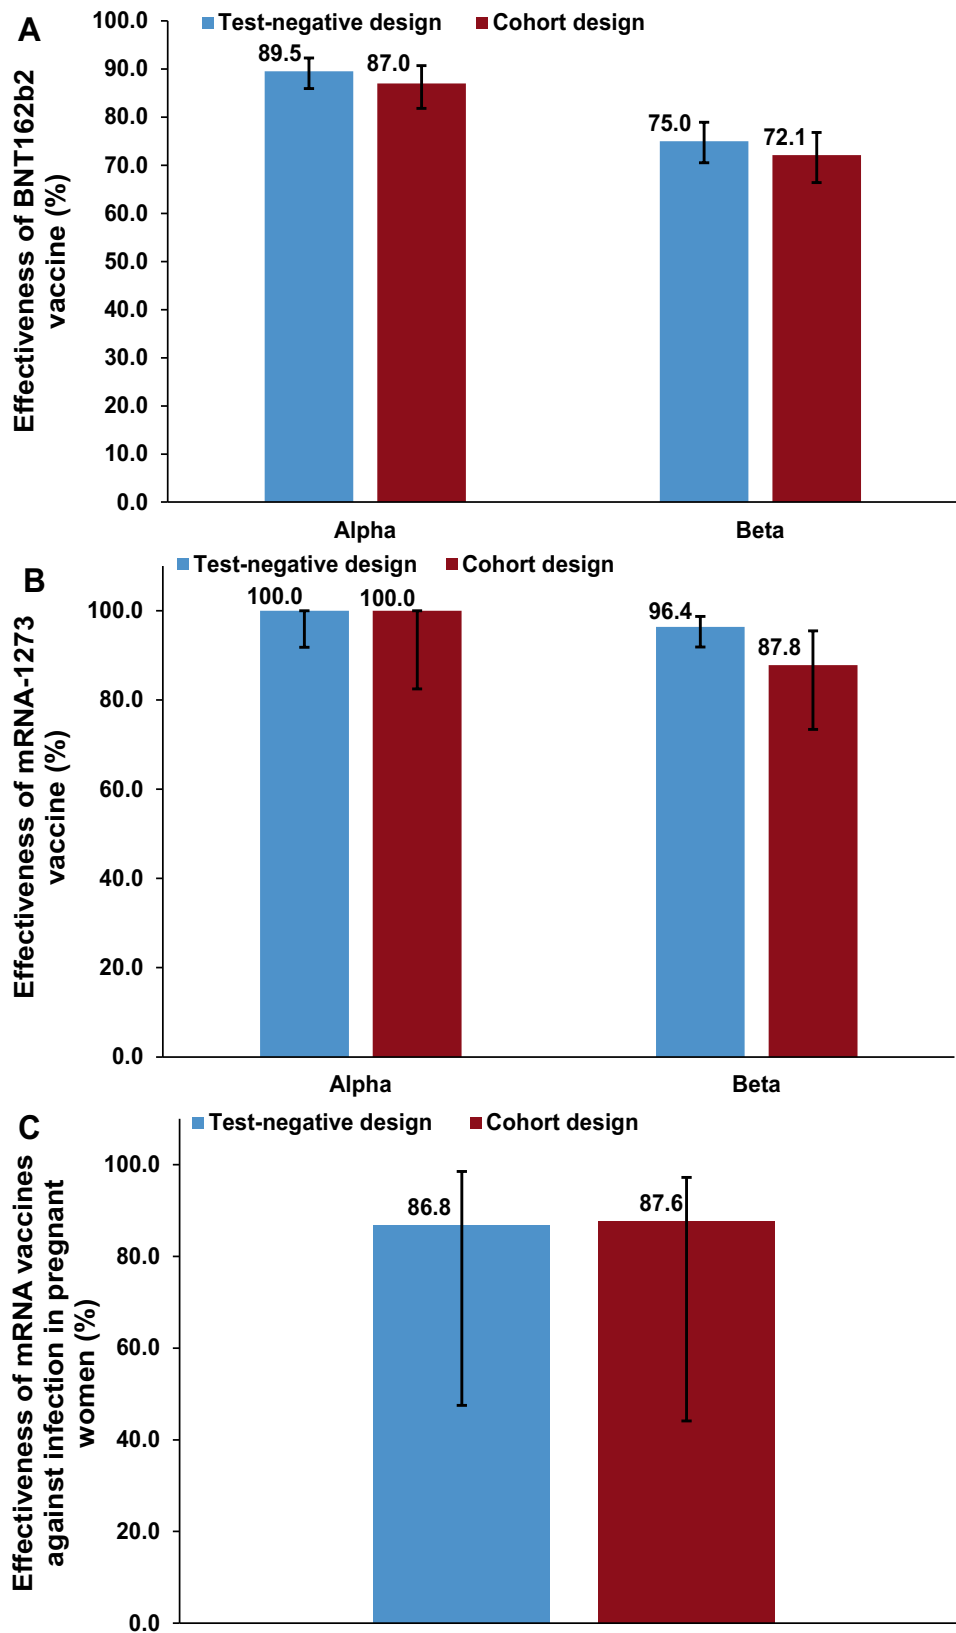 A
Test-negative design Cohort design
Effectiveness of BNT162b2
vaccine (%)
100.0
90.0
80.0
70.0
60.0
50.0
40.0
30.0
20.0
10.0
0.0
89.5
87.0
75.0
72.1
Alpha Beta
B
Test-negative design Cohort design
Effectiveness of mRNA-1273
vaccine (%)
100.0
80.0
60.0
40.0
20.0
0.0
100.0
100.0
96.4
87.8
Alpha Beta
C
Test-negative design Cohort design
Effectiveness of mRNA vaccines
against infection in pregnant
women (%)
100.0
80.0
60.0
40.0
20.0
0.0
86.8
87.6